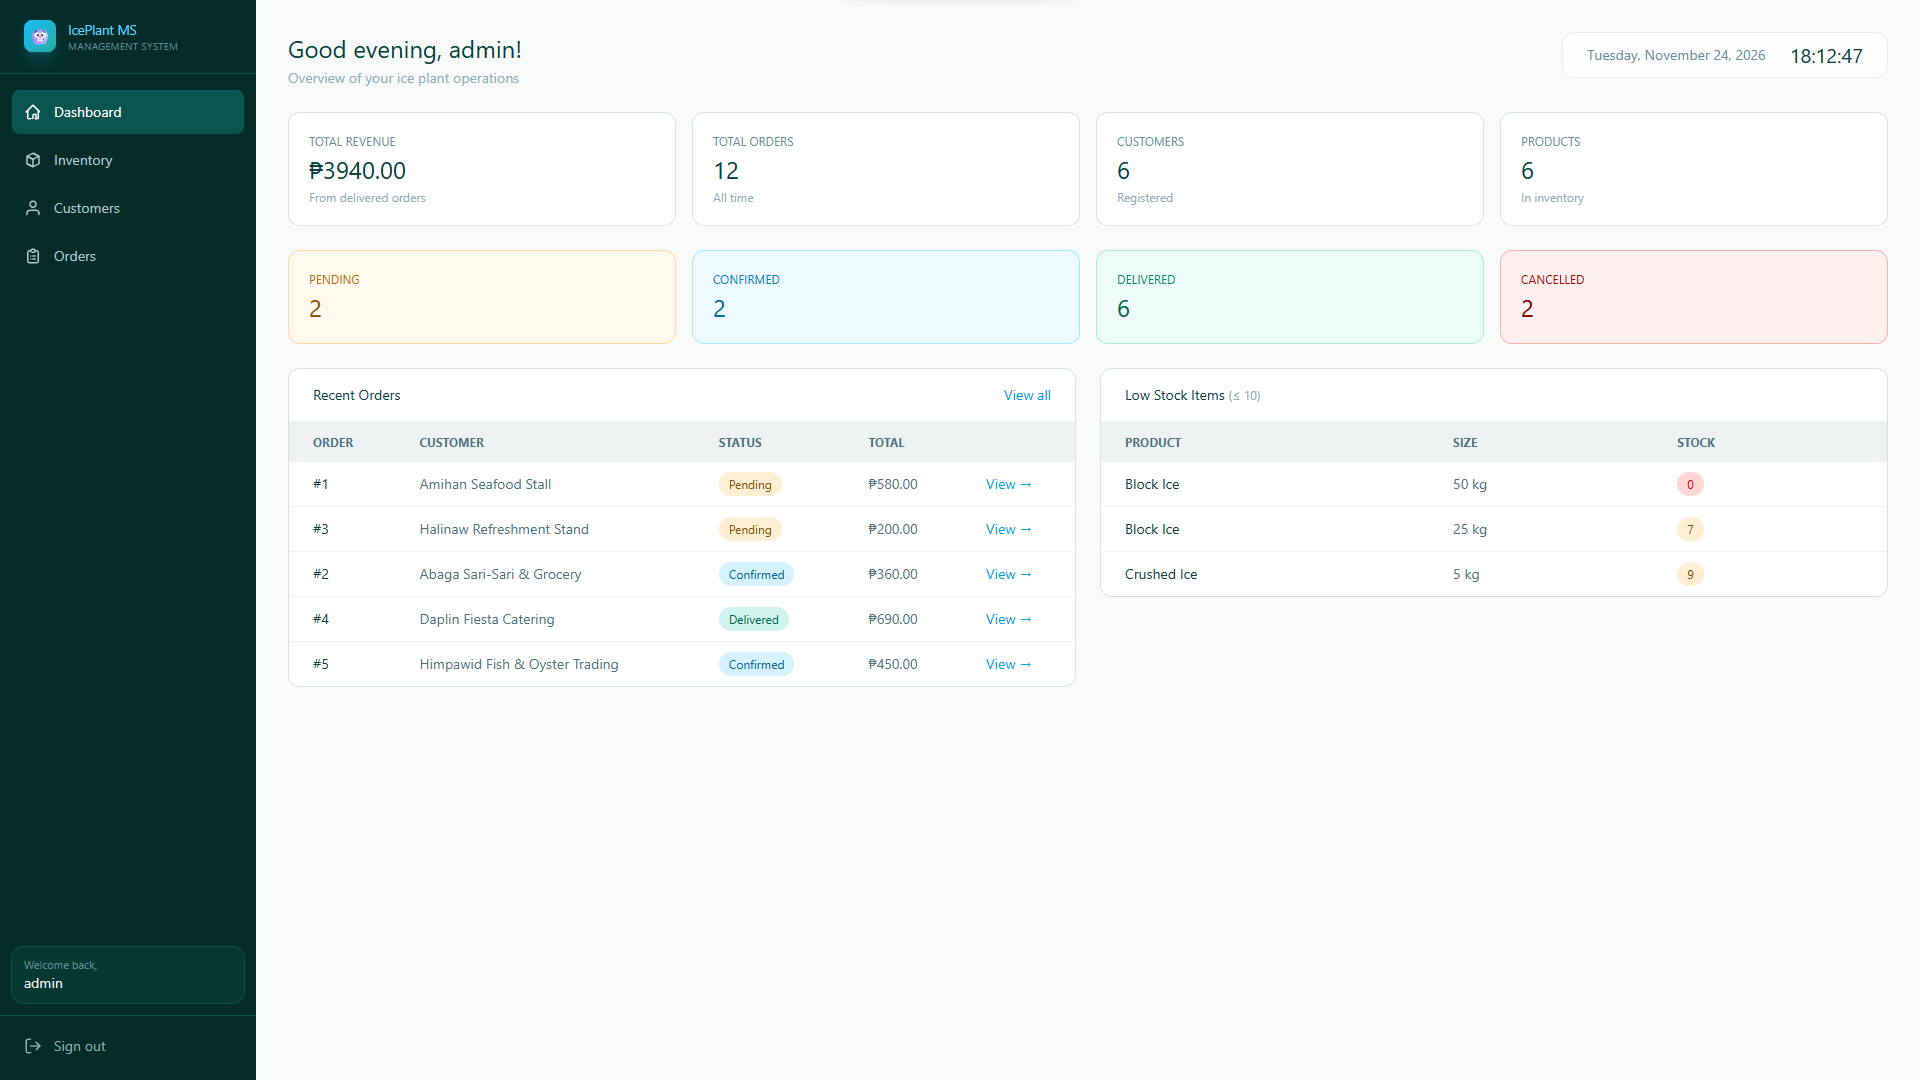 IcePlant MS
MANAGEMENT SYSTEM
Dashboard
Inventory
Customers
Orders
Welcome back,
admin
Sign out
Good evening, admin!
Overview of your ice plant operations
Tuesday, November 24, 2026 18:12:47
TOTAL REVENUE
₱3940.00
From delivered orders
TOTAL ORDERS
12
All time
CUSTOMERS
6
Registered
PRODUCTS
6
In inventory
PENDING
2
CONFIRMED
2
DELIVERED
6
CANCELLED
2
Recent Orders View all
ORDER CUSTOMER STATUS TOTAL
#1 Amihan Seafood Stall Pending ₱580.00 View →
#3 Halinaw Refreshment Stand Pending ₱200.00 View →
#2 Abaga Sari-Sari & Grocery Confirmed ₱360.00 View →
#4 Daplin Fiesta Catering Delivered ₱690.00 View →
#5 Himpawid Fish & Oyster Trading Confirmed ₱450.00 View →
Low Stock Items (≤ 10)
PRODUCT SIZE STOCK
Block Ice 50 kg 0
Block Ice 25 kg 7
Crushed Ice 5 kg 9